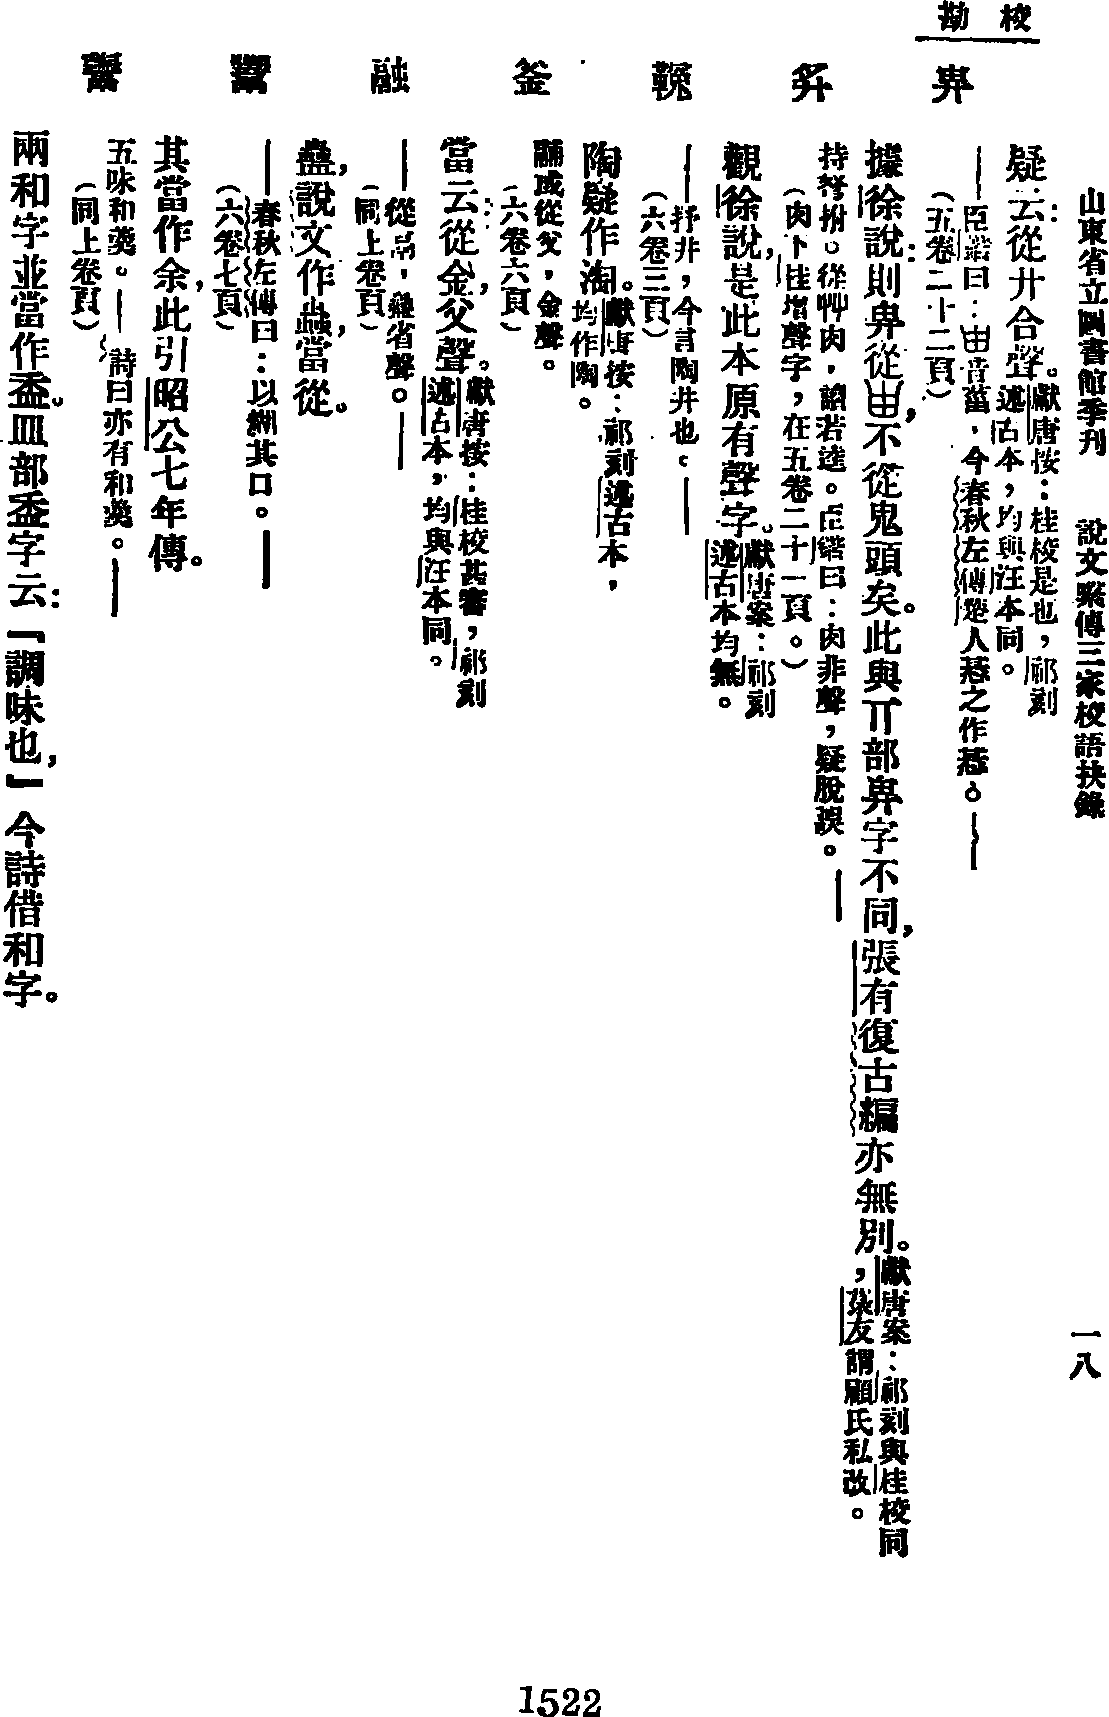 校勘
山東省立圖書館季刊　說文繫傳三家校語抉錄　一八
疑云：從廾合聲。獻唐按：桂校是也，祁刻
述古本，均與汪本同。
畁
——臣鍇曰：甶音菑，今春秋左傳楚人惎之作惎。——
（五卷二十二頁）
據徐說：則畁從甶，不從鬼頭矣。此與丌部畀字不同，張有復古編亦無別。獻唐案：祁刻與桂校同
，菉友謂顧氏私改。
持弩拊。從艸肉，讀若逵。臣鍇曰：肉非聲，疑脫誤。——
（肉下桂增聲字，在五卷二十一頁。）
觀徐說，是此本原有聲字。獻唐案：祁刻
述古本均無。
——抒井，今言陶井也。——
（六卷三頁）
陶疑作淘。獻唐按：祁刻述古本，
均作陶。
釜
䵻或從父，金聲。
（六卷六頁）
當云：從金，父聲。獻唐按：桂校甚審，祁刻
述古本，均與汪本同。
融
——從鬲，蟲省聲。——
（同上卷頁）
蠱，說文作蟲，當從。
——春秋左傳曰：以餬其口。——
（六卷七頁）
其當作余，此引昭公七年傳。
五味和羹。——詩曰亦有和羹。——
（同上卷頁）
兩和字並當作盉。皿部盉字云：「調味也，」今詩借和字。
1522